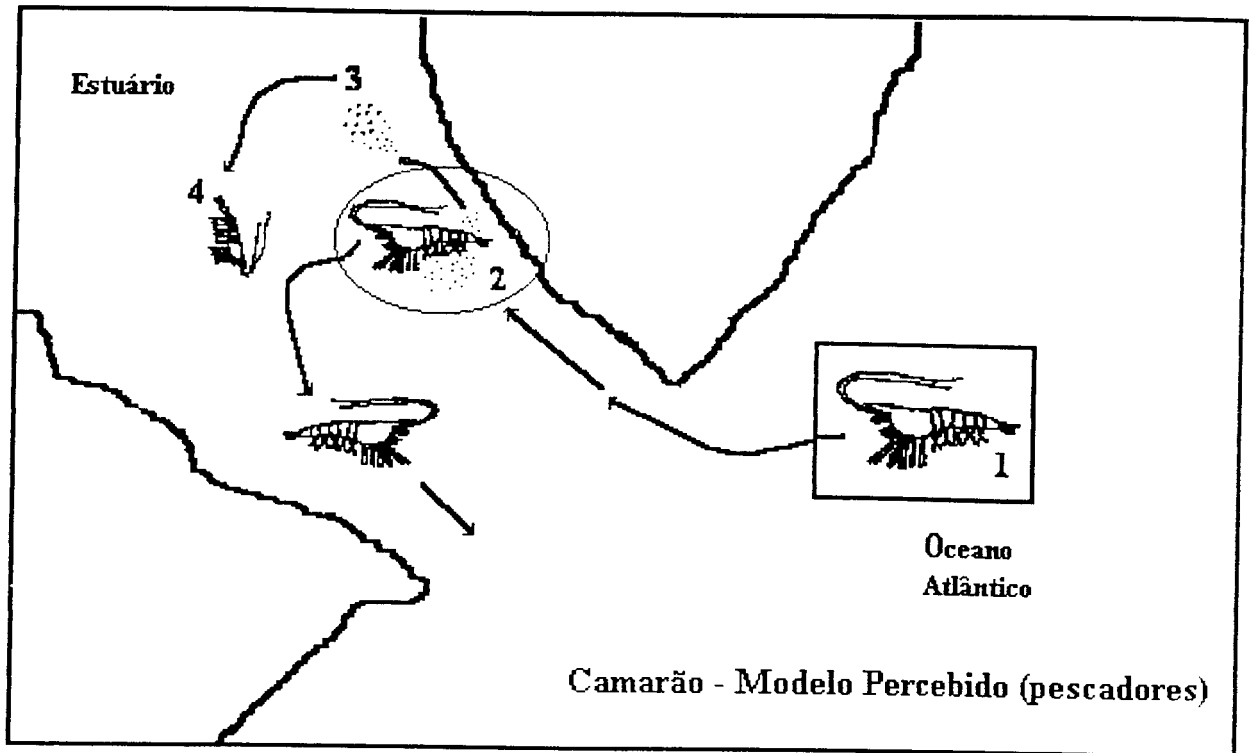 Estuário
3
4
2
1
Oceano
Atlântico
Camarão - Modelo Percebido (pescadores)